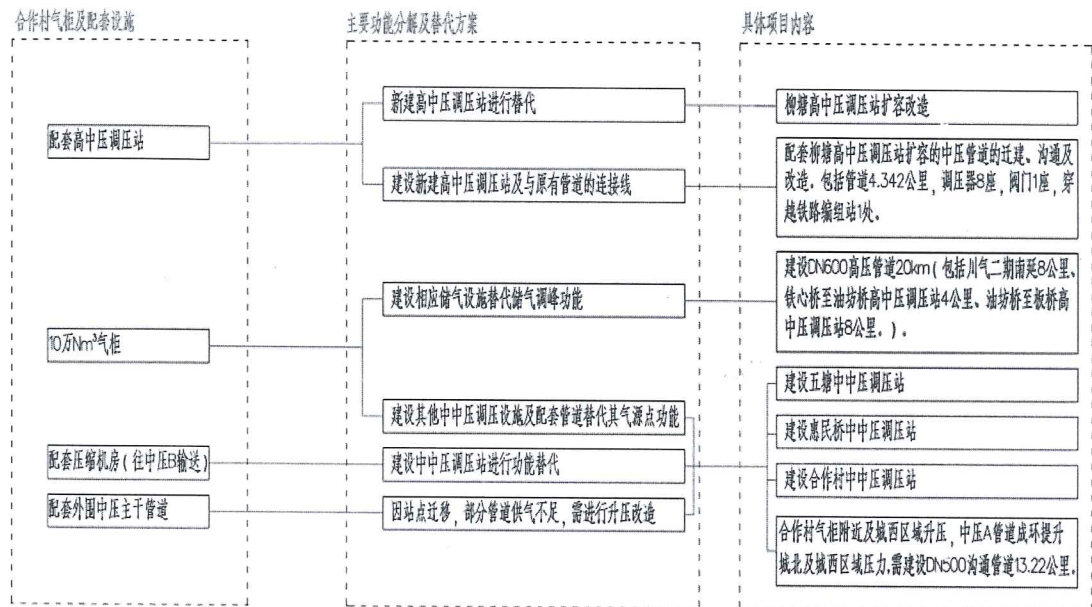 合作村气柜及配套设施
主要功能分解及替代方案
具体项目内容
配套高中压调压站
新建高中压调压站进行替代
柳塘高中压调压站扩容改造
建设新建高中压调压站及与原有管道的连接线
配套柳塘高中压调压站扩容的中压管道的迁建、沟通及
改造。包括管道4.342公里，调压器8座，阀门1座，穿
越铁路编组站1处。
10万Nm³气柜
建设相应储气设施替代储气调峰功能
建设DN600高压管道20km（包括川气二期南延8公里、
铁心桥至油坊桥高中压调压站4公里、油坊桥至板桥高
中压调压站8公里。）。
建设其他中中压调压设施及配套管道替代其气源点功能
配套压缩机房（往中压B输送）
建设中中压调压站进行功能替代
配套外围中压主干管道
因站点迁移，部分管道供气不足，需进行升压改造
建设五塘中中压调压站
建设惠民桥中中压调压站
建设合作村中中压调压站
合作村气柜附近及城西区域升压，中压A管道成环提升
城北及城西区域压力.需建设DN500沟通管道13.22公里.